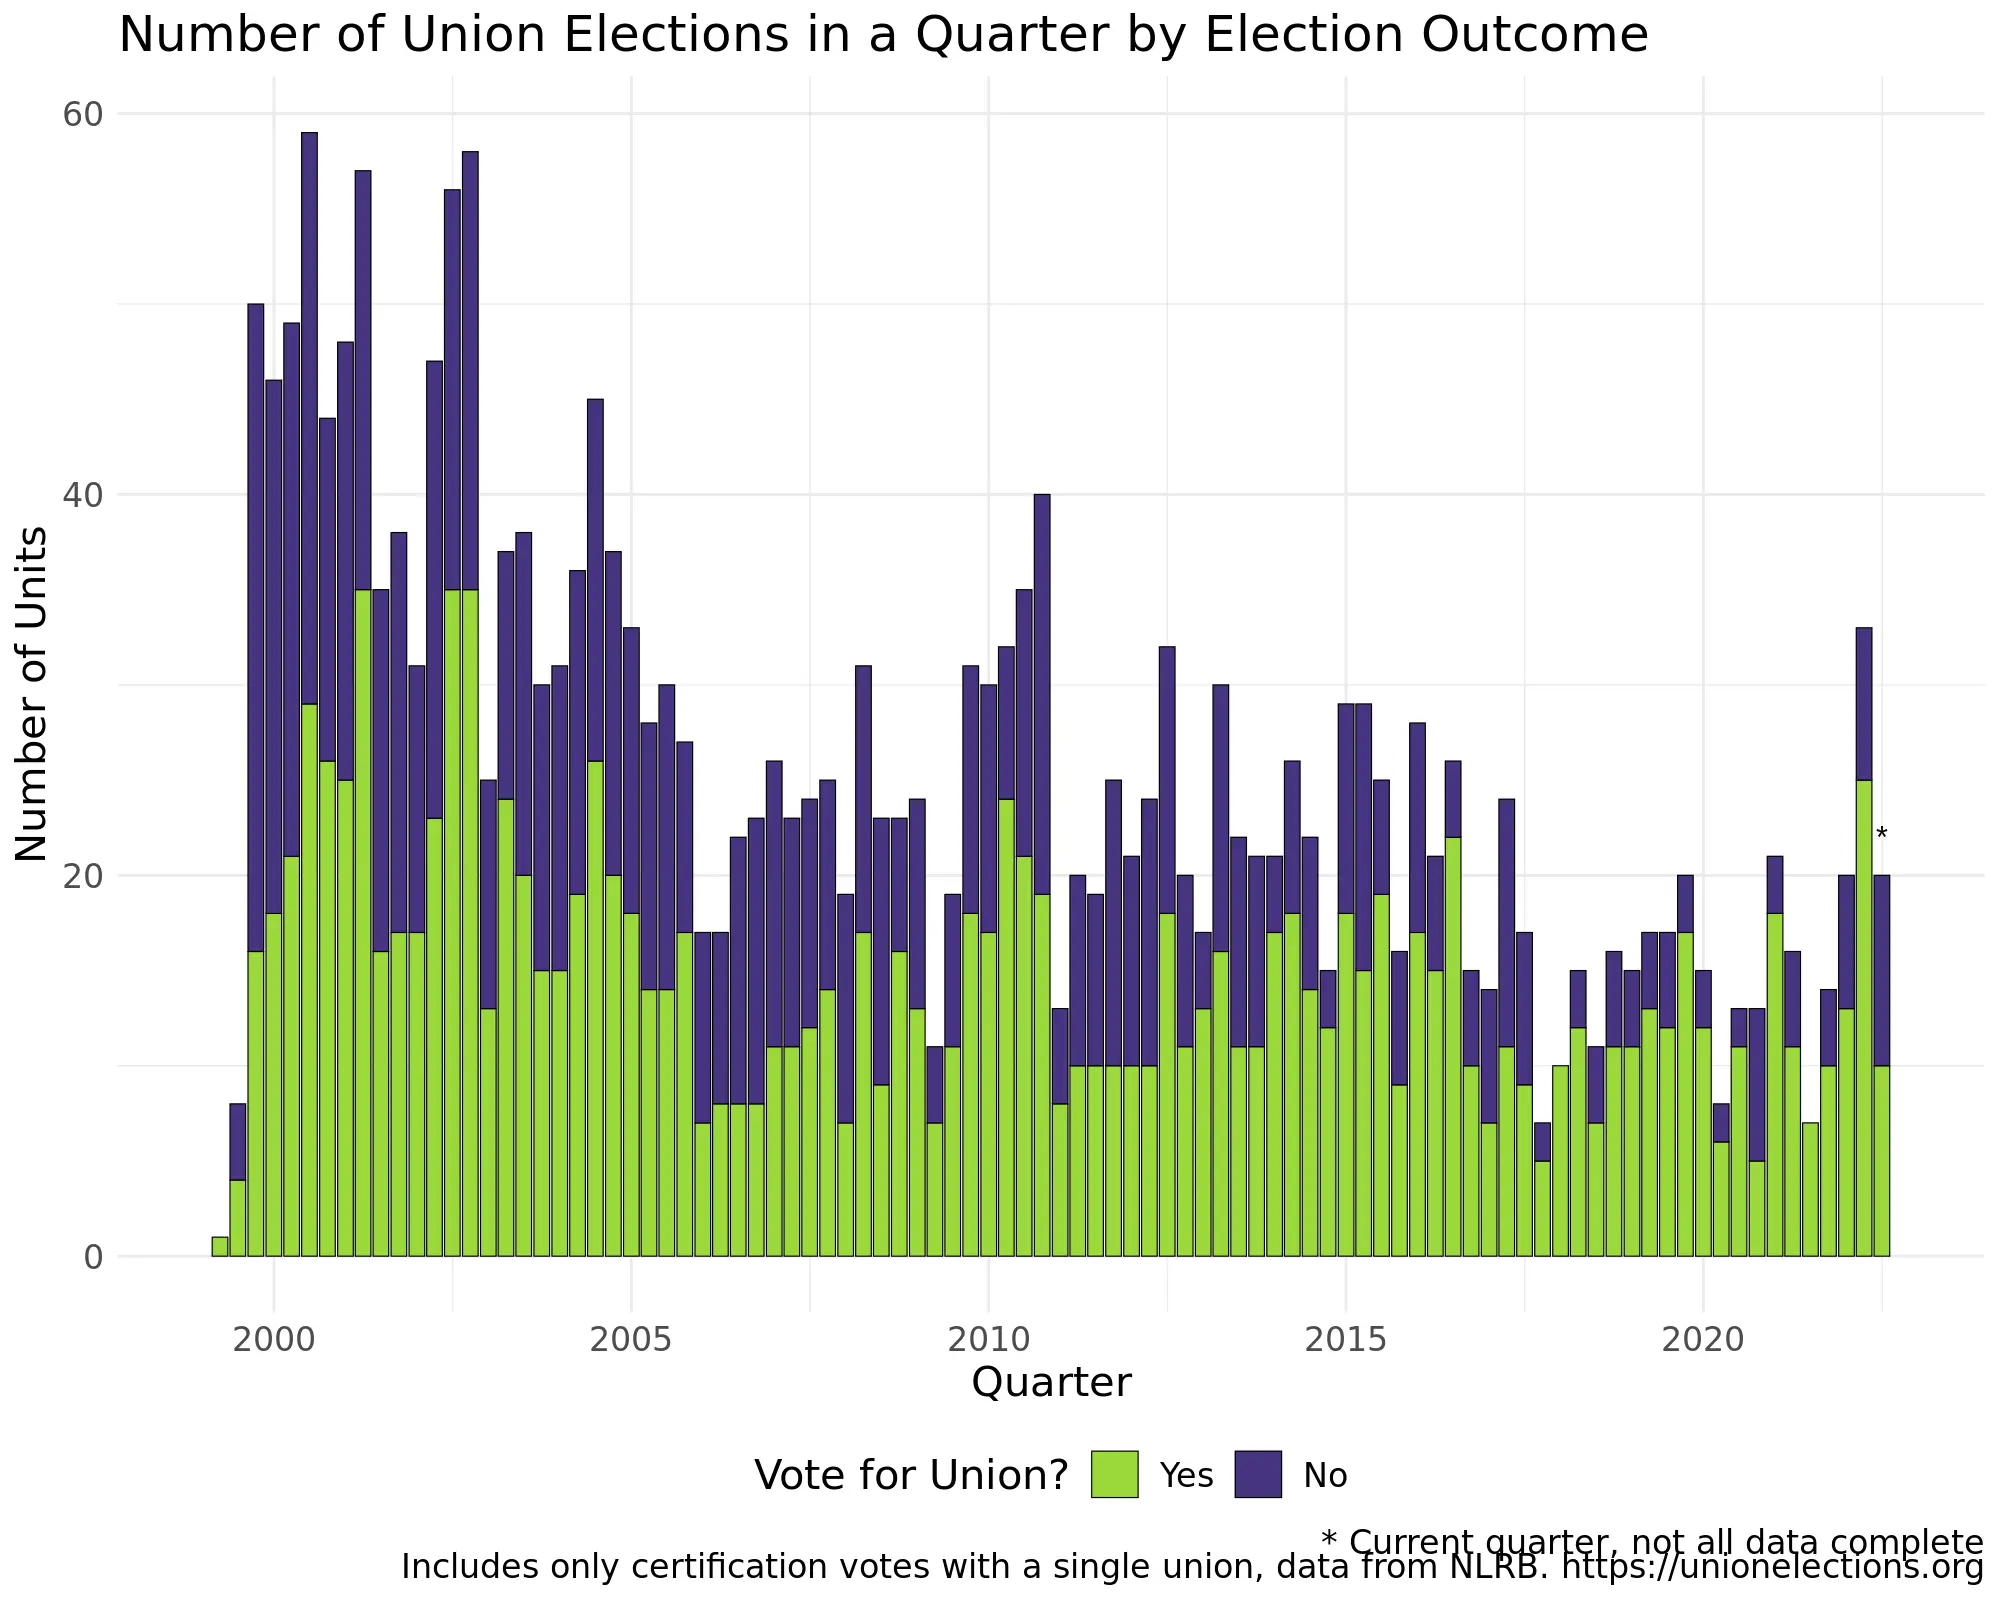 Number of Union Elections in a Quarter by Election Outcome
60
40
20
0
Number of Units
*
2000 2005 2010 2015 2020
Quarter
Vote for Union? Yes No
* Current quarter, not all data complete
Includes only certification votes with a single union, data from NLRB. https://unionelections.org